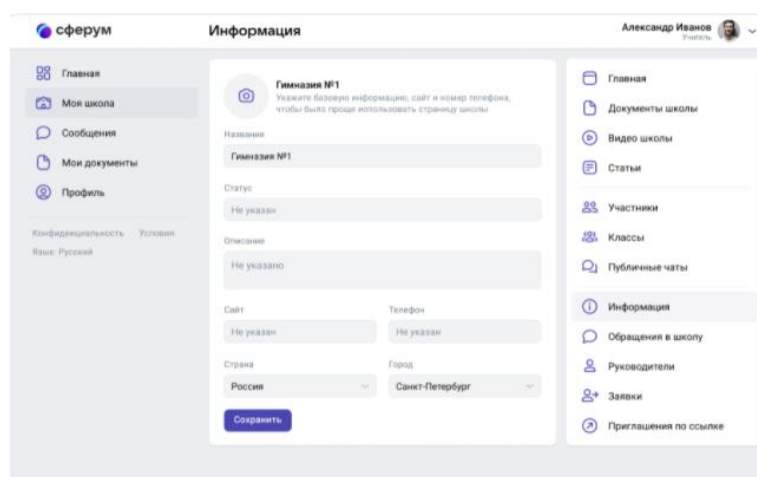 сферум
Информация
Александр Иванов
Учитель
Главная
Моя школа
Сообщения
Мои документы
Профиль
Конфиденциальность Условия
Язык: Русский
Гимназия №1
Укажите базовую информацию, сайт и номер телефона,
чтобы было проще использовать страницу школы
Название
Гимназия №1
Статус
Не указан
Описание
Не указано
Сайт
Телефон
Не указан
Не указан
Страна
Город
Россия
Санкт-Петербург
Сохранить
Главная
Документы школы
Видео школы
Статьи
Участники
Классы
Публичные чаты
Информация
Обращения в школу
Руководители
Заявки
Приглашения по ссылке